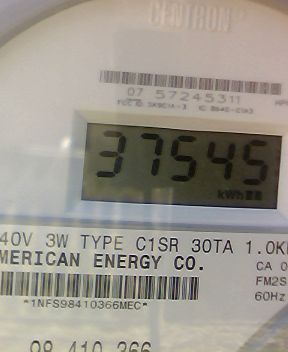 CENTRON
07 57245311
37545
kWh
40V 3W TYPE C1SR 30TA 1.0K
MERICAN ENERGY CO.
CA 0
FM2S
60Hz
*1NFS98410366MEC*
98 410 366